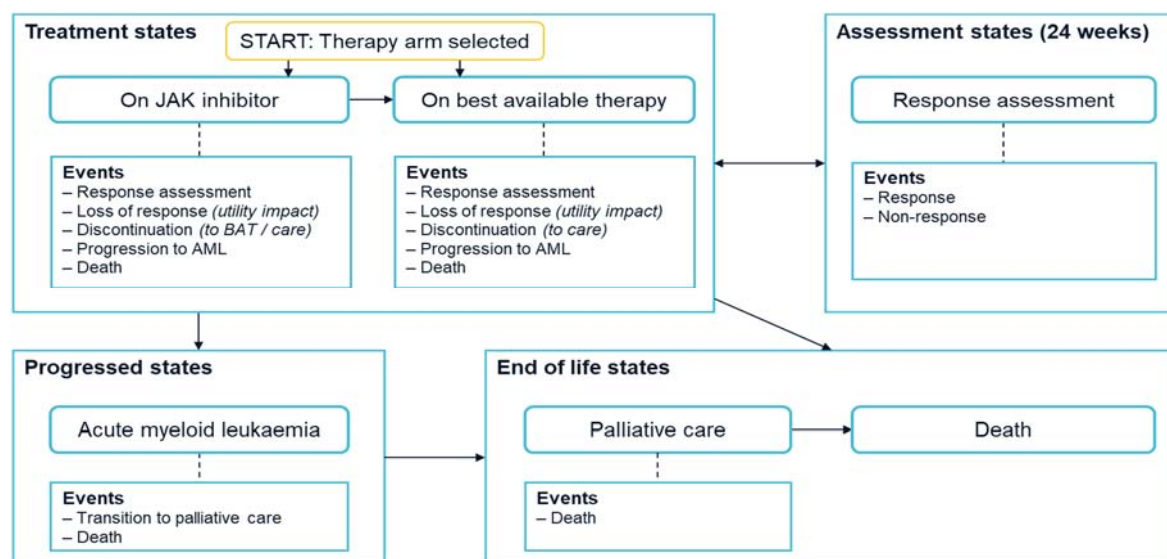 Treatment states
START: Therapy arm selected
On JAK inhibitor
On best available therapy
Events
– Response assessment
– Loss of response (utility impact)
– Discontinuation (to BAT / care)
– Progression to AML
– Death
Events
– Response assessment
– Loss of response (utility impact)
– Discontinuation (to care)
– Progression to AML
– Death
Assessment states (24 weeks)
Response assessment
Events
– Response
– Non-response
Progressed states
Acute myeloid leukaemia
Events
– Transition to palliative care
– Death
End of life states
Palliative care
Death
Events
– Death